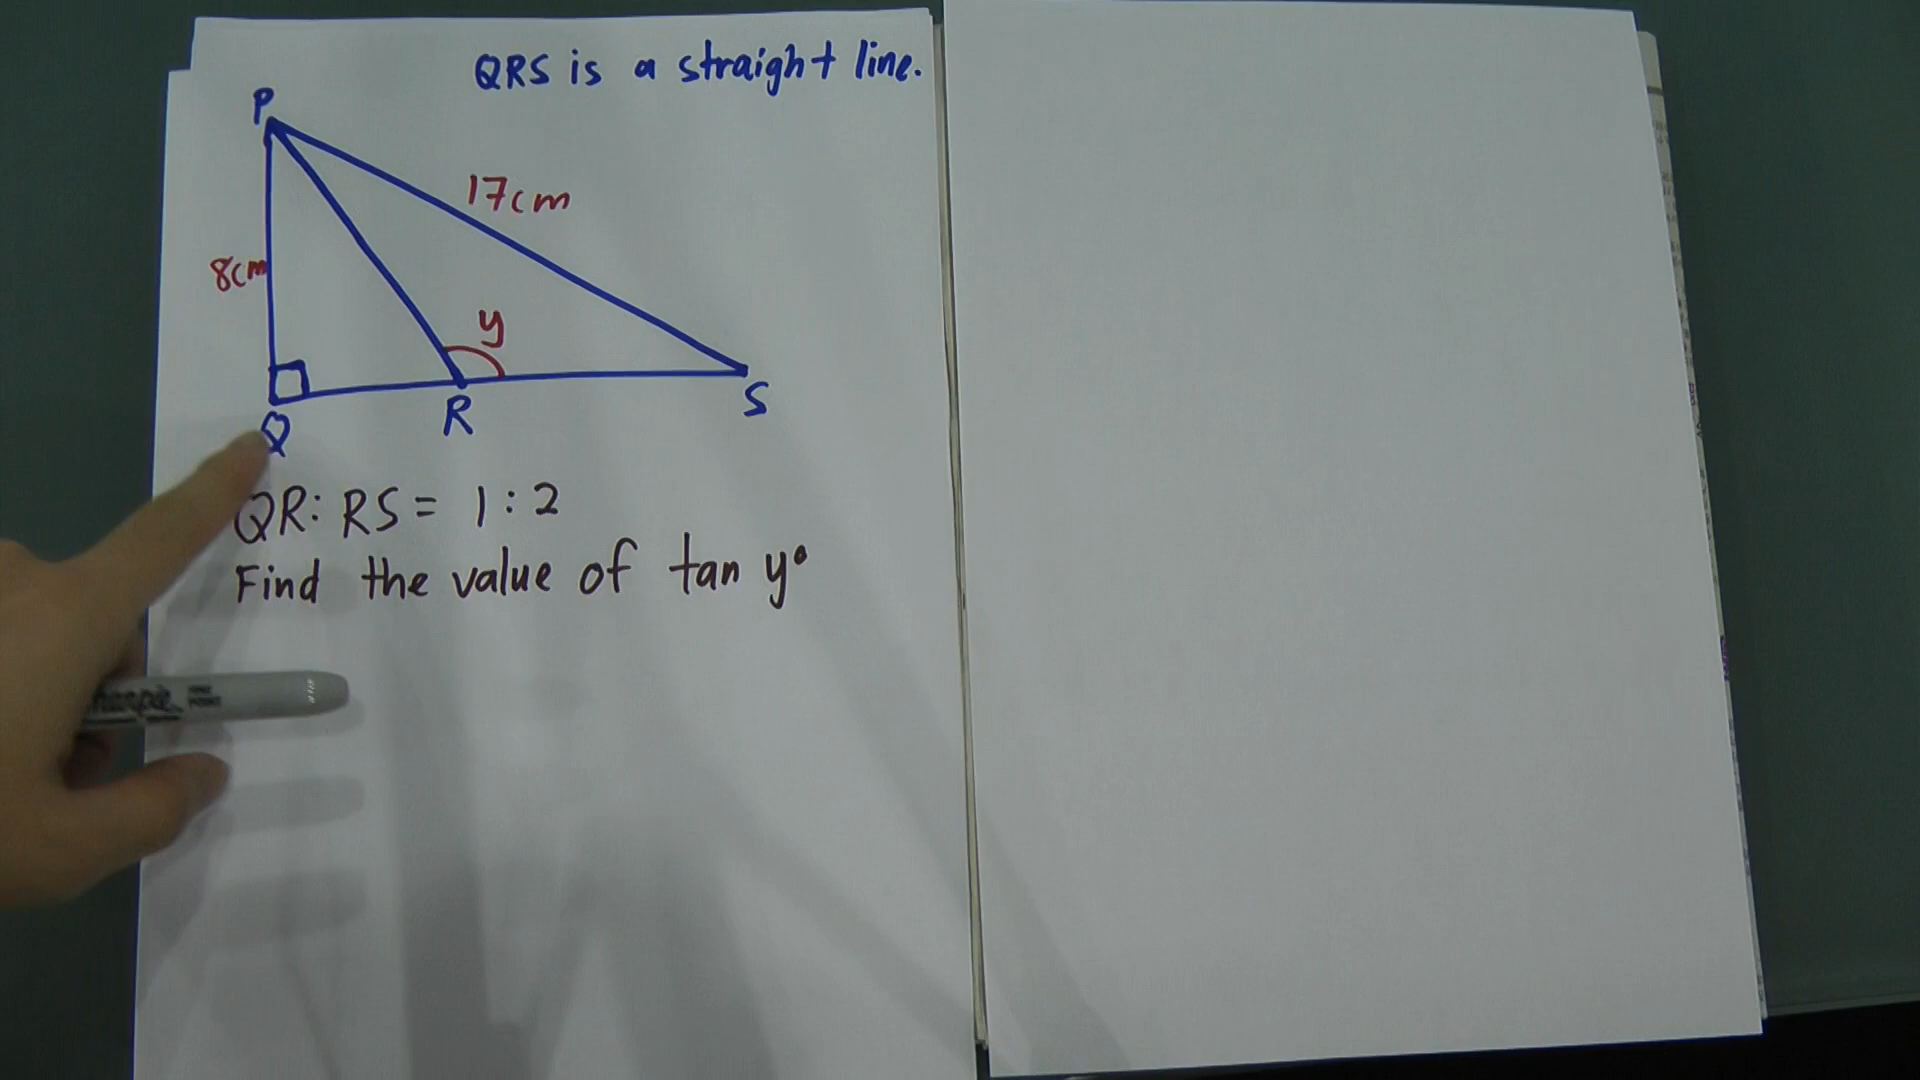 QRS is a straight line.
P
17cm
8cm
y
Q
R
S
QR: RS = 1 : 2
Find the value of tan y°